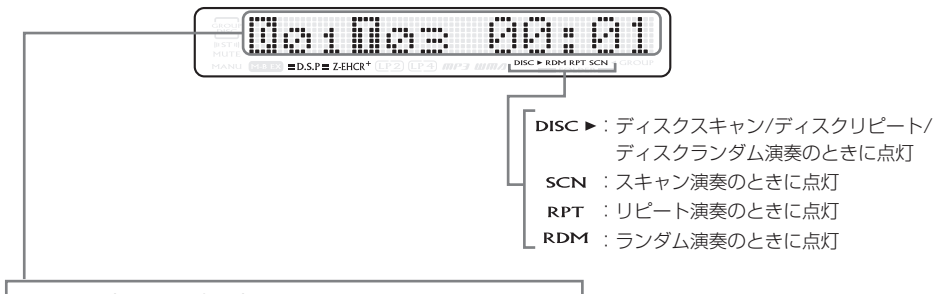 D01T03 00:01
MANU M-BEX D.S.P Z-EHCR+ LP2 LP4 MP3 WMA DISC ► RDM RPT SCN GROUP
DISC ►：ディスクスキャン/ディスクリピート/
ディスクランダム演奏のときに点灯
SCN ：スキャン演奏のときに点灯
RPT ：リピート演奏のときに点灯
RDM ：ランダム演奏のときに点灯